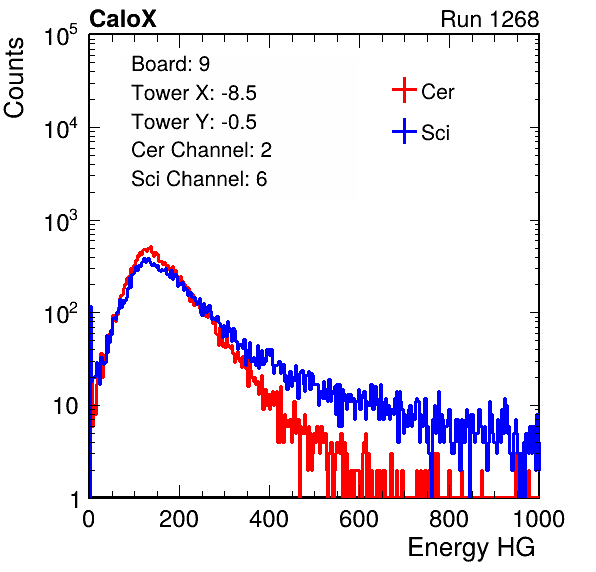 CaloX Run 1268
Counts
Board: 9
Tower X: -8.5
Tower Y: -0.5
Cer Channel: 2
Sci Channel: 6
Cer
Sci
10^5
10^4
10^3
10^2
10
1
0 200 400 600 800 1000
Energy HG